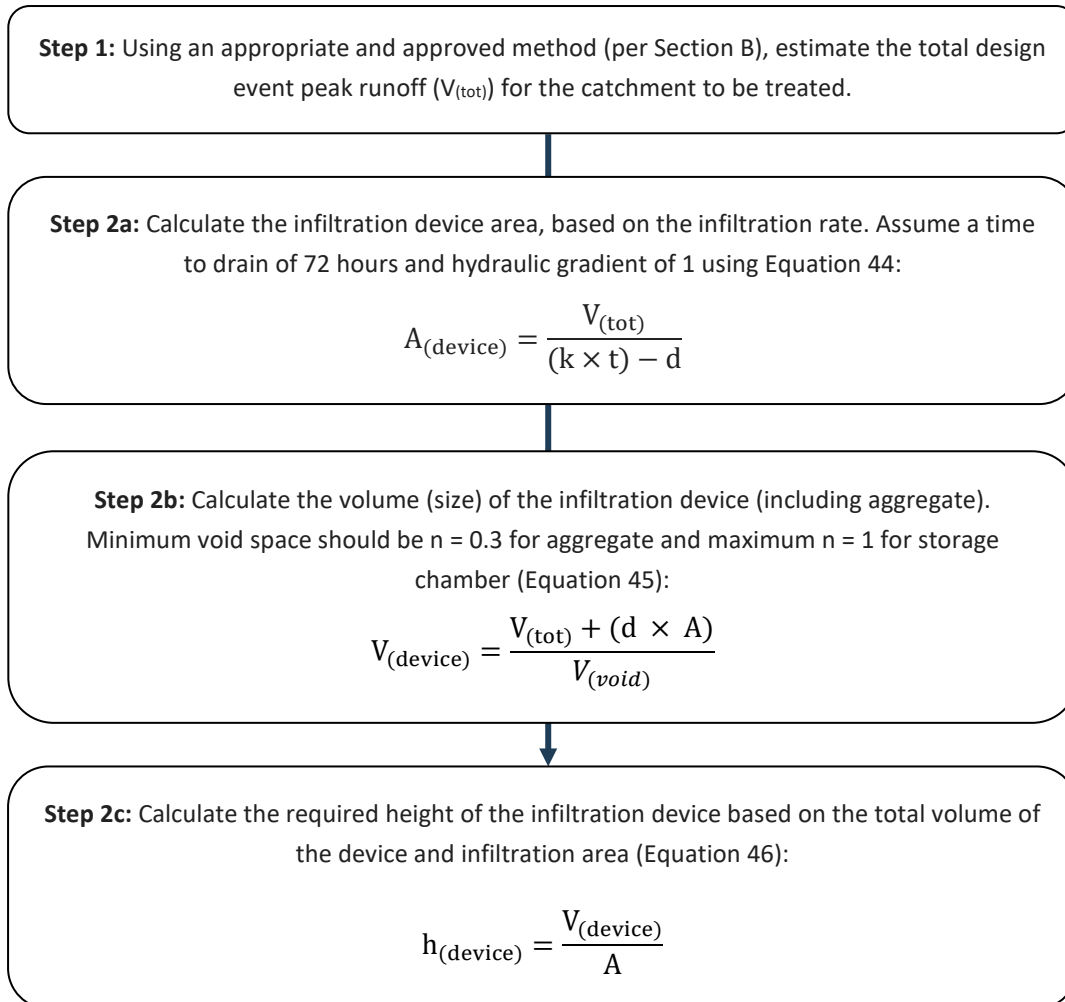 Step 1: Using an appropriate and approved method (per Section B), estimate the total design
event peak runoff (V(tot)) for the catchment to be treated.
Step 2a: Calculate the infiltration device area, based on the infiltration rate. Assume a time
to drain of 72 hours and hydraulic gradient of 1 using Equation 44:
A(device) = V(tot) / (k × t) − d
Step 2b: Calculate the volume (size) of the infiltration device (including aggregate).
Minimum void space should be n = 0.3 for aggregate and maximum n = 1 for storage
chamber (Equation 45):
V(device) = V(tot) + (d × A) / V(void)
Step 2c: Calculate the required height of the infiltration device based on the total volume of
the device and infiltration area (Equation 46):
h(device) = V(device) / A